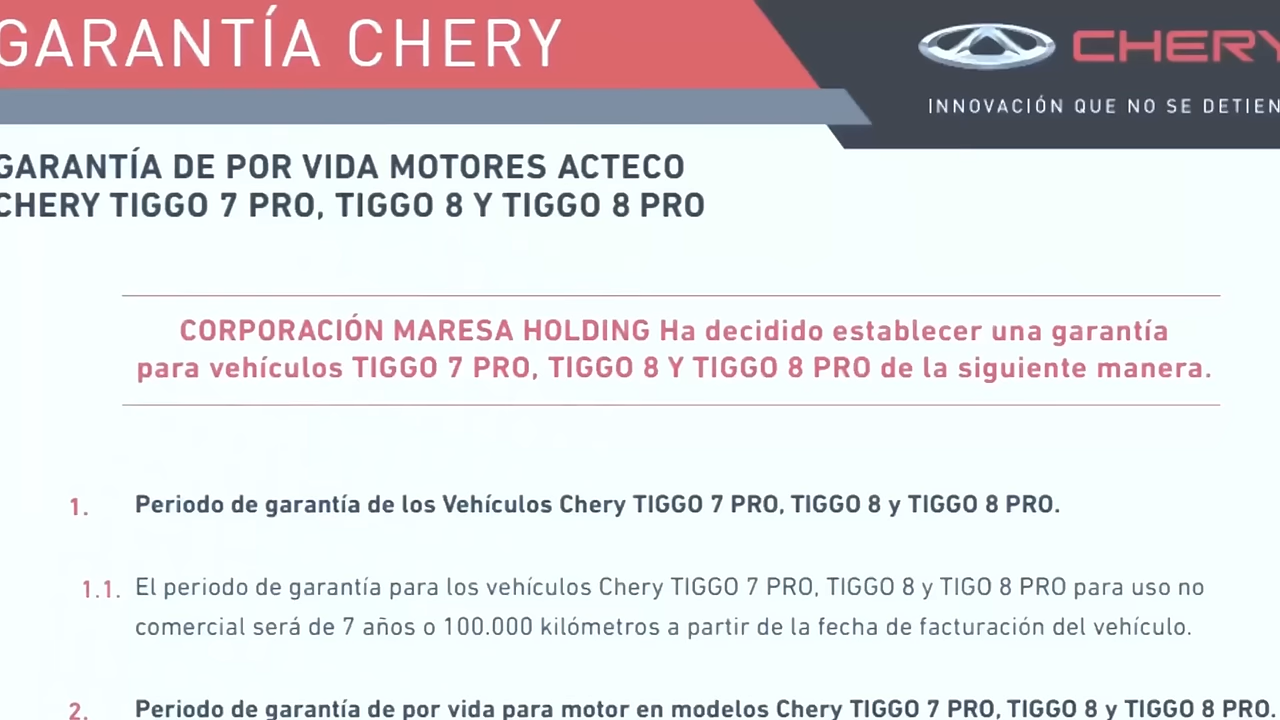 GARANTÍA CHERY
CHERY
INNOVACIÓN QUE NO SE DETIEN
GARANTÍA DE POR VIDA MOTORES ACTECO
CHERY TIGGO 7 PRO, TIGGO 8 Y TIGGO 8 PRO
CORPORACIÓN MARESA HOLDING Ha decidido establecer una garantía
para vehículos TIGGO 7 PRO, TIGGO 8 Y TIGGO 8 PRO de la siguiente manera.
1. Periodo de garantía de los Vehículos Chery TIGGO 7 PRO, TIGGO 8 y TIGGO 8 PRO.
1.1. El periodo de garantía para los vehículos Chery TIGGO 7 PRO, TIGGO 8 y TIGO 8 PRO para uso no
comercial será de 7 años o 100.000 kilómetros a partir de la fecha de facturación del vehículo.
2. Periodo de garantía de por vida para motor en modelos Chery TIGGO 7 PRO, TIGGO 8 y TIGGO 8 PRO.